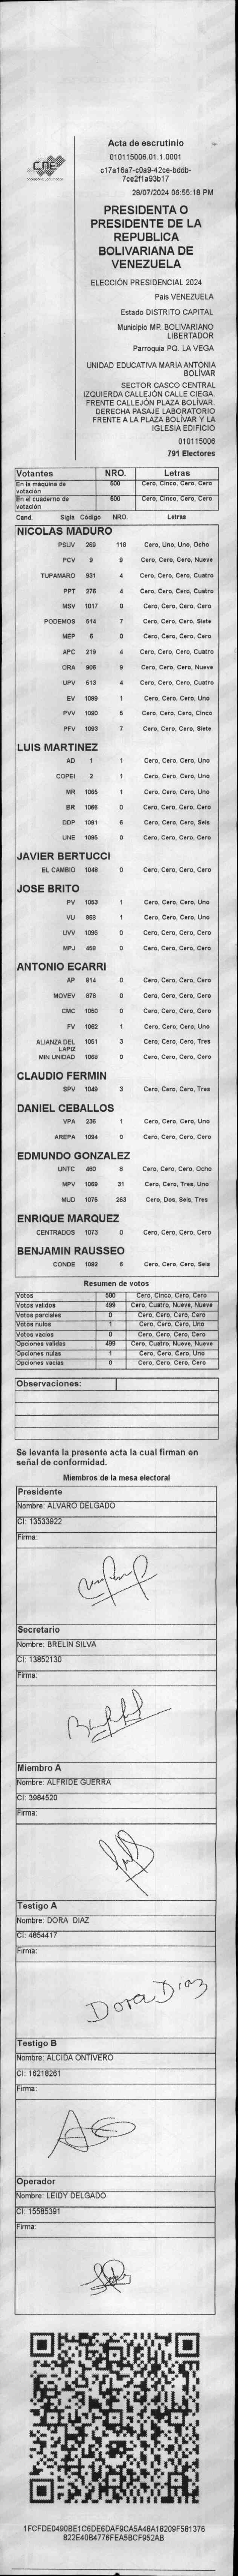 CNE
Acta de escrutinio
010115006.01.1.0001
c17a16a7-c0a9-42ce-bddb-
7ce2f1a93b17
28/07/2024 06:55:18 PM
PRESIDENTA O
PRESIDENTE DE LA
REPUBLICA
BOLIVARIANA DE
VENEZUELA
ELECCIÓN PRESIDENCIAL 2024
Pais VENEZUELA
Estado DISTRITO CAPITAL
Municipio MP. BOLIVARIANO
LIBERTADOR
Parroquia PQ. LA VEGA
UNIDAD EDUCATIVA MARÍA ANTONIA
BOLÍVAR
SECTOR CASCO CENTRAL
IZQUIERDA CALLEJÓN CALLE CIEGA.
FRENTE CALLEJÓN PLAZA BOLÍVAR.
DERECHA PASAJE LABORATORIO
FRENTE A LA PLAZA BOLÍVAR Y LA
IGLESIA EDIFICIO
010115006
791 Electores
Votantes NRO. Letras
En la máquina de votación 500 Cero, Cinco, Cero, Cero
En el cuaderno de votación 500 Cero, Cinco, Cero, Cero
Cand. Sigla Código NRO. Letras
NICOLAS MADURO
PSUV 269 118 Cero, Uno, Uno, Ocho
PCV 9 9 Cero, Cero, Cero, Nueve
TUPAMARO 931 4 Cero, Cero, Cero, Cuatro
PPT 276 4 Cero, Cero, Cero, Cuatro
MSV 1017 0 Cero, Cero, Cero, Cero
PODEMOS 514 7 Cero, Cero, Cero, Siete
MEP 6 0 Cero, Cero, Cero, Cero
APC 219 4 Cero, Cero, Cero, Cuatro
ORA 906 9 Cero, Cero, Cero, Nueve
UPV 513 4 Cero, Cero, Cero, Cuatro
EV 1089 1 Cero, Cero, Cero, Uno
PVV 1090 5 Cero, Cero, Cero, Cinco
PFV 1093 7 Cero, Cero, Cero, Siete
LUIS MARTINEZ
AD 1 1 Cero, Cero, Cero, Uno
COPEI 2 1 Cero, Cero, Cero, Uno
MR 1065 1 Cero, Cero, Cero, Uno
BR 1066 0 Cero, Cero, Cero, Cero
DDP 1091 6 Cero, Cero, Cero, Seis
UNE 1095 0 Cero, Cero, Cero, Cero
JAVIER BERTUCCI
EL CAMBIO 1048 0 Cero, Cero, Cero, Cero
JOSE BRITO
PV 1053 1 Cero, Cero, Cero, Uno
VU 968 1 Cero, Cero, Cero, Uno
UVV 1096 0 Cero, Cero, Cero, Cero
MPJ 459 0 Cero, Cero, Cero, Cero
ANTONIO ECARRI
AP 914 0 Cero, Cero, Cero, Cero
MOVEV 878 0 Cero, Cero, Cero, Cero
CMC 1050 0 Cero, Cero, Cero, Cero
FV 1062 1 Cero, Cero, Cero, Uno
ALIANZA DEL 1051 3 Cero, Cero, Cero, Tres
LAPIZ
MIN UNIDAD 1068 0 Cero, Cero, Cero, Cero
CLAUDIO FERMIN
SPV 1049 3 Cero, Cero, Cero, Tres
DANIEL CEBALLOS
VPA 236 1 Cero, Cero, Cero, Uno
AREPA 1094 0 Cero, Cero, Cero, Cero
EDMUNDO GONZALEZ
UNTC 460 8 Cero, Cero, Cero, Ocho
MPV 1069 31 Cero, Cero, Tres, Uno
MUD 1075 263 Cero, Dos, Seis, Tres
ENRIQUE MARQUEZ
CENTRADOS 1073 0 Cero, Cero, Cero, Cero
BENJAMIN RAUSSEO
CONDE 1092 6 Cero, Cero, Cero, Seis
Resumen de votos
Votos 500 Cero, Cinco, Cero, Cero
Votos validos 499 Cero, Cuatro, Nueve, Nueve
Votos parciales 0 Cero, Cero, Cero, Cero
Votos nulos 1 Cero, Cero, Cero, Uno
Votos vacios 0 Cero, Cero, Cero, Cero
Opciones validas 499 Cero, Cuatro, Nueve, Nueve
Opciones nulas 1 Cero, Cero, Cero, Uno
Opciones vacias 0 Cero, Cero, Cero, Cero
Observaciones:
Se levanta la presente acta la cual firman en
señal de conformidad.
Miembros de la mesa electoral
Presidente
Nombre: ALVARO DELGADO
CI: 13533922
Firma:
Secretario
Nombre: BRELIN SILVA
CI: 13852130
Firma:
Miembro A
Nombre: ALFRIDE GUERRA
CI: 3984520
Firma:
Testigo A
Nombre: DORA DIAZ
CI: 4854417
Firma:
Dora Diaz
Testigo B
Nombre: ALCIDA ONTIVERO
CI: 16218261
Firma:
Operador
Nombre: LEIDY DELGADO
CI: 15585391
Firma:
1FCFDE0490BE1C6DE6DAF9CA5A48A18209F581376
822E40B4776FEA5BCF952AB